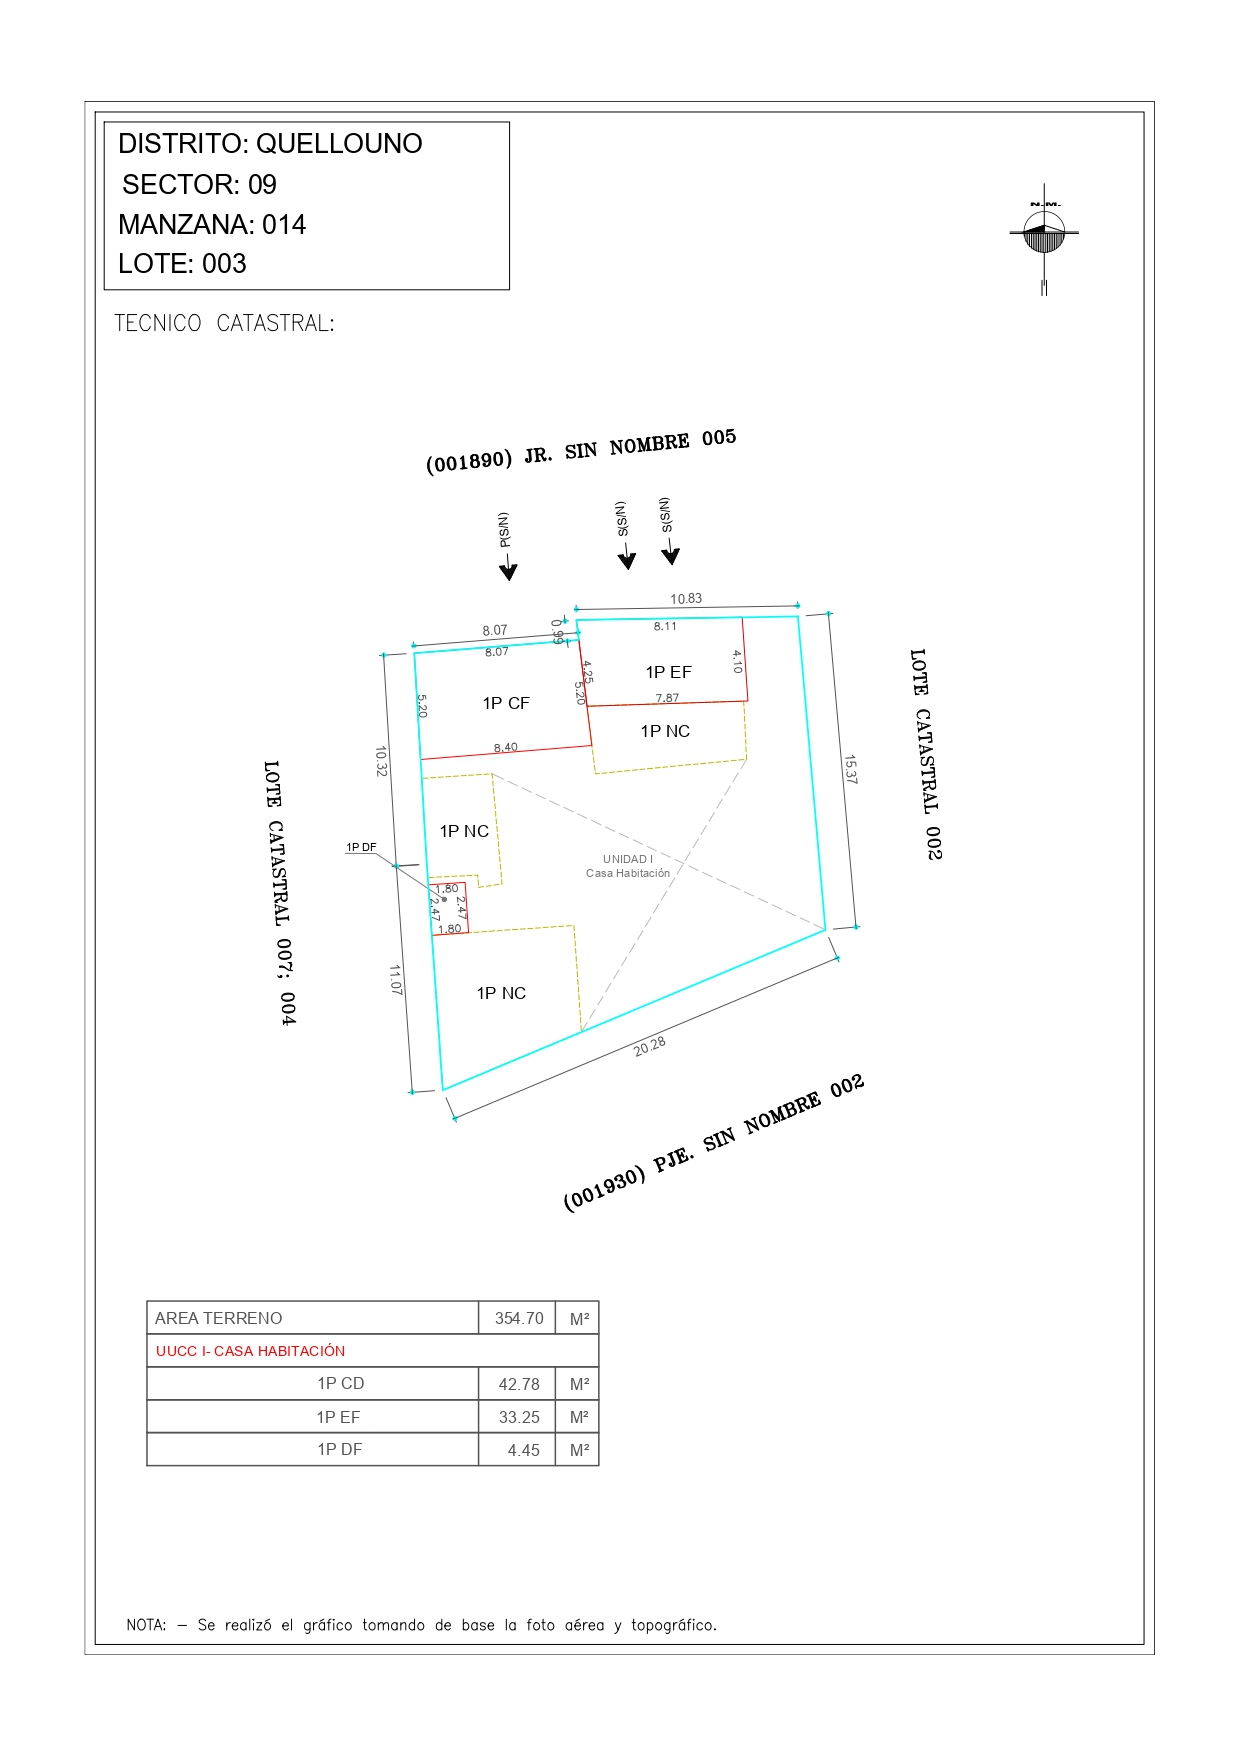 DISTRITO: QUELLOUNO
SECTOR: 09
MANZANA: 014
LOTE: 003
N.M.
TECNICO CATASTRAL:
(001890) JR. SIN NOMBRE 005
P(S/N)
S(S/N)
S(S/N)
10.83
8.07
0.99
8.11
8.07
1P EF
4.25
4.10
5.20
5.20
1P CF
7.87
1P NC
8.40
10.32
15.37
LOTE CATASTRAL 002
LOTE CATASTRAL 007; 004
1P NC
1P DF
UNIDAD I
Casa Habitación
1.80
2.47
2.47
1.80
11.07
1P NC
20.28
(001930) PJE. SIN NOMBRE 002
AREA TERRENO 354.70 M²
UUCC I- CASA HABITACIÓN
1P CD 42.78 M²
1P EF 33.25 M²
1P DF 4.45 M²
NOTA: – Se realizó el gráfico tomando de base la foto aérea y topográfico.